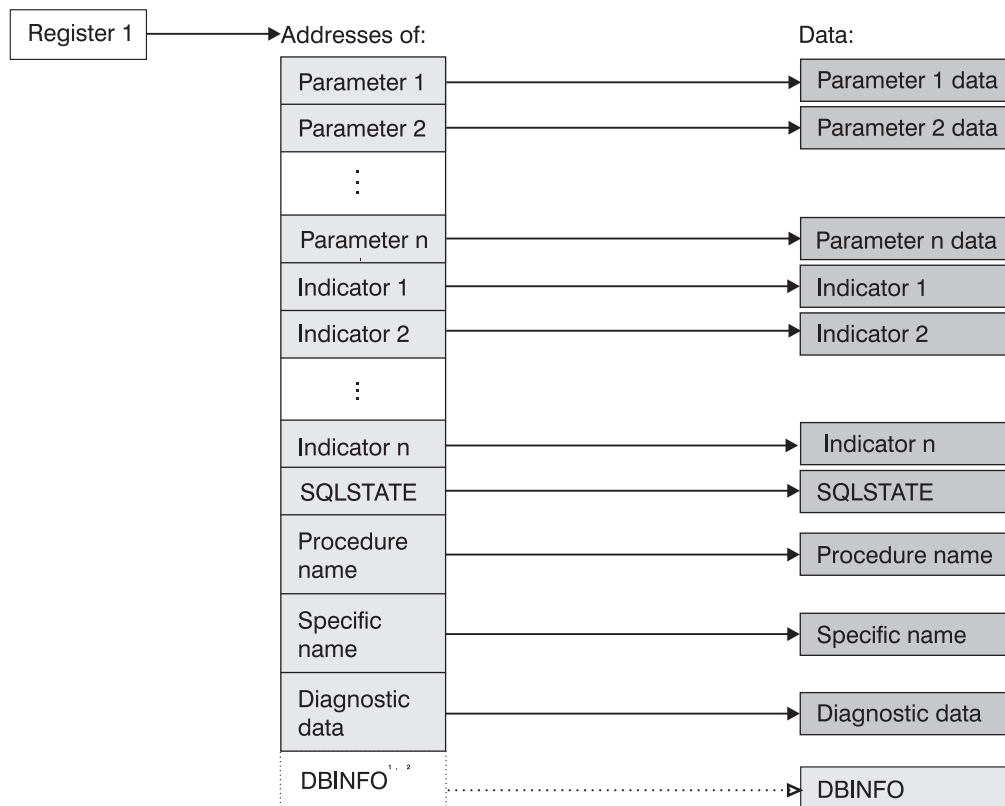 Register 1
Addresses of:
Data:
Parameter 1
Parameter 1 data
Parameter 2
Parameter 2 data
⋮
Parameter n
Parameter n data
Indicator 1
Indicator 1
Indicator 2
Indicator 2
⋮
Indicator n
Indicator n
SQLSTATE
SQLSTATE
Procedure
name
Procedure name
Specific
name
Specific name
Diagnostic
data
Diagnostic data
DBINFO 1, 2
DBINFO